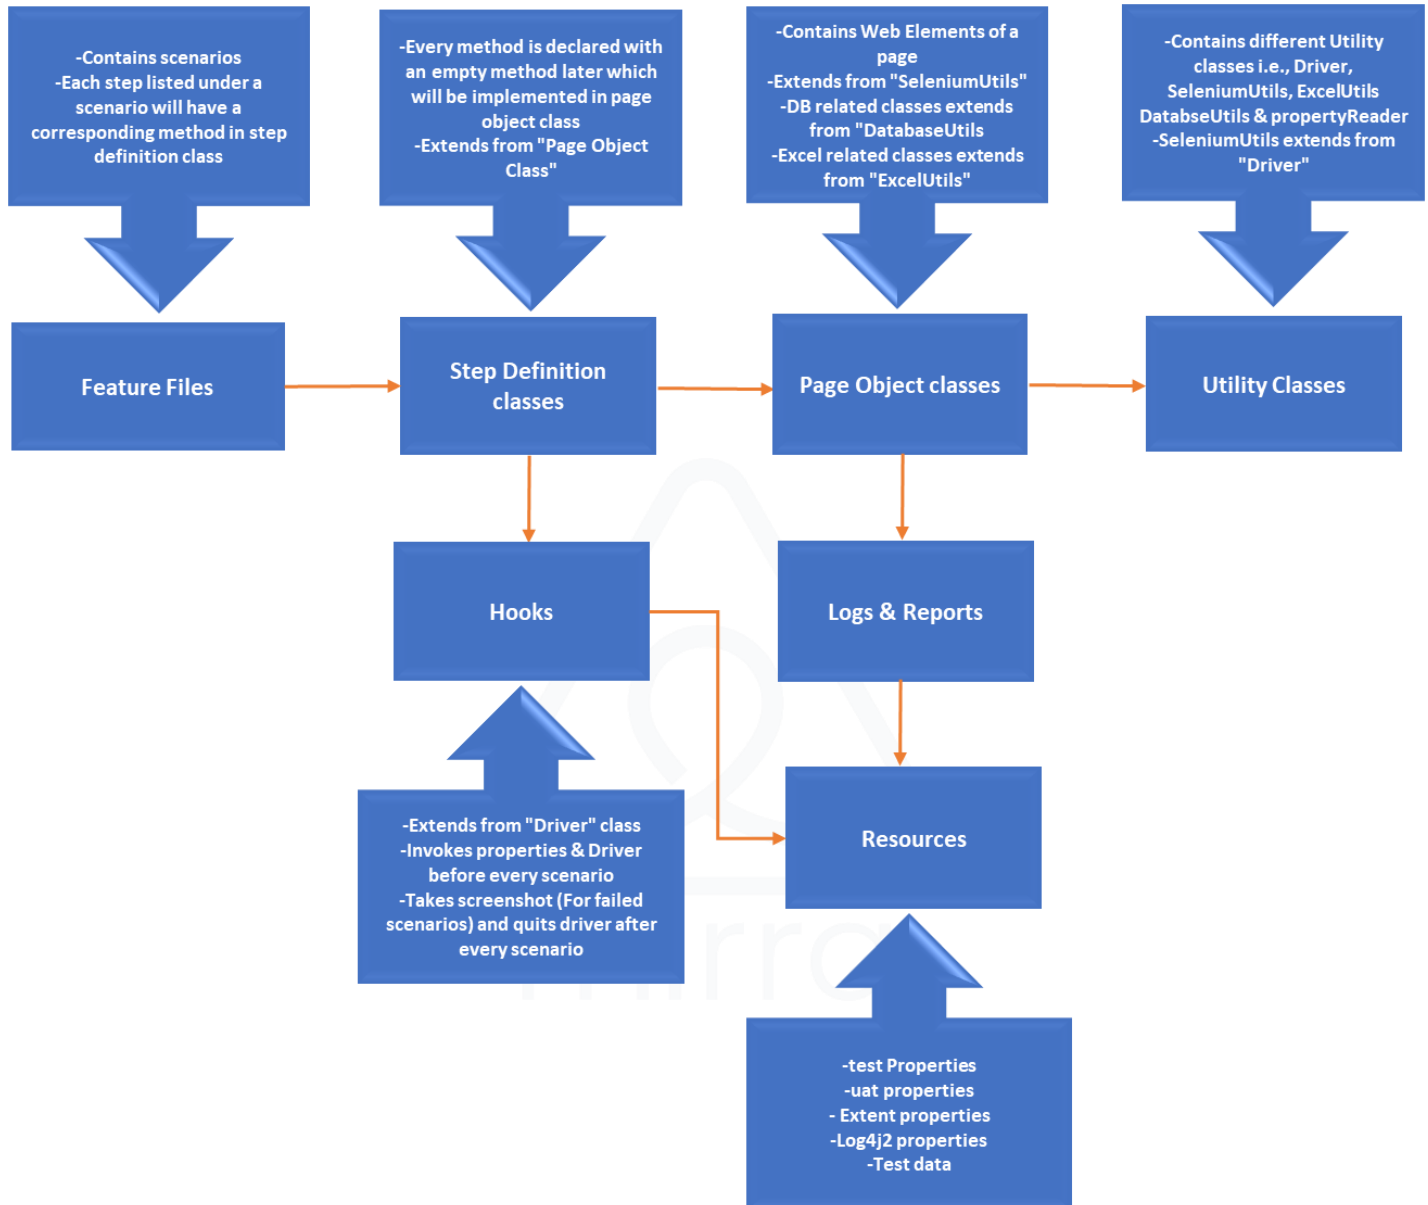 -Contains scenarios
-Each step listed under a
scenario will have a
corresponding method in step
definition class
-Every method is declared with
an empty method later which
will be implemented in page
object class
-Extends from "Page Object
Class"
-Contains Web Elements of a
page
-Extends from "SeleniumUtils"
-DB related classes extends
from "DatabaseUtils
-Excel related classes extends
from "ExcelUtils"
-Contains different Utility
classes i.e., Driver,
SeleniumUtils, ExcelUtils
DatabseUtils & propertyReader
-SeleniumUtils extends from
"Driver"
Feature Files
Step Definition
classes
Page Object classes
Utility Classes
Hooks
Logs & Reports
-Extends from "Driver" class
-Invokes properties & Driver
before every scenario
-Takes screenshot (For failed
scenarios) and quits driver after
every scenario
Resources
-test Properties
-uat properties
- Extent properties
-Log4j2 properties
-Test data